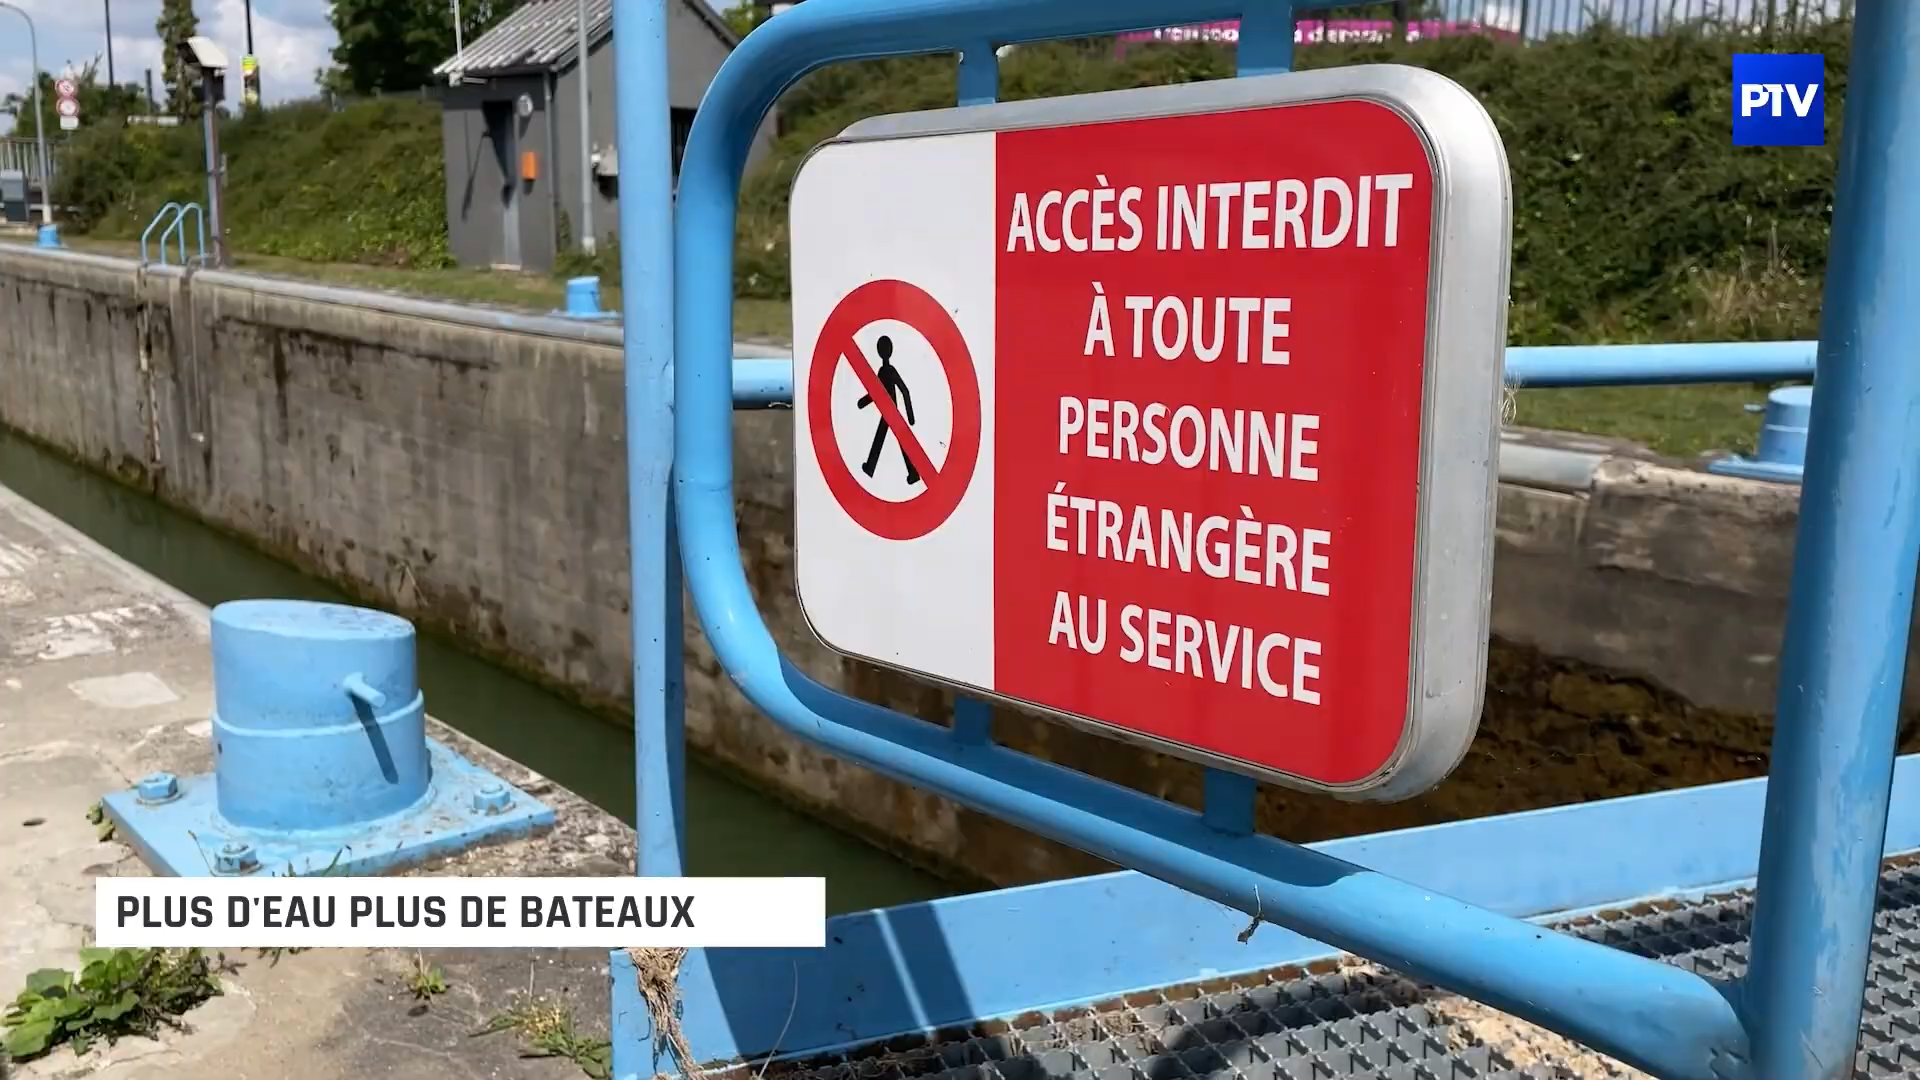 PTV
ACCÈS INTERDIT
À TOUTE
PERSONNE
ÉTRANGÈRE
AU SERVICE
PLUS D'EAU PLUS DE BATEAUX